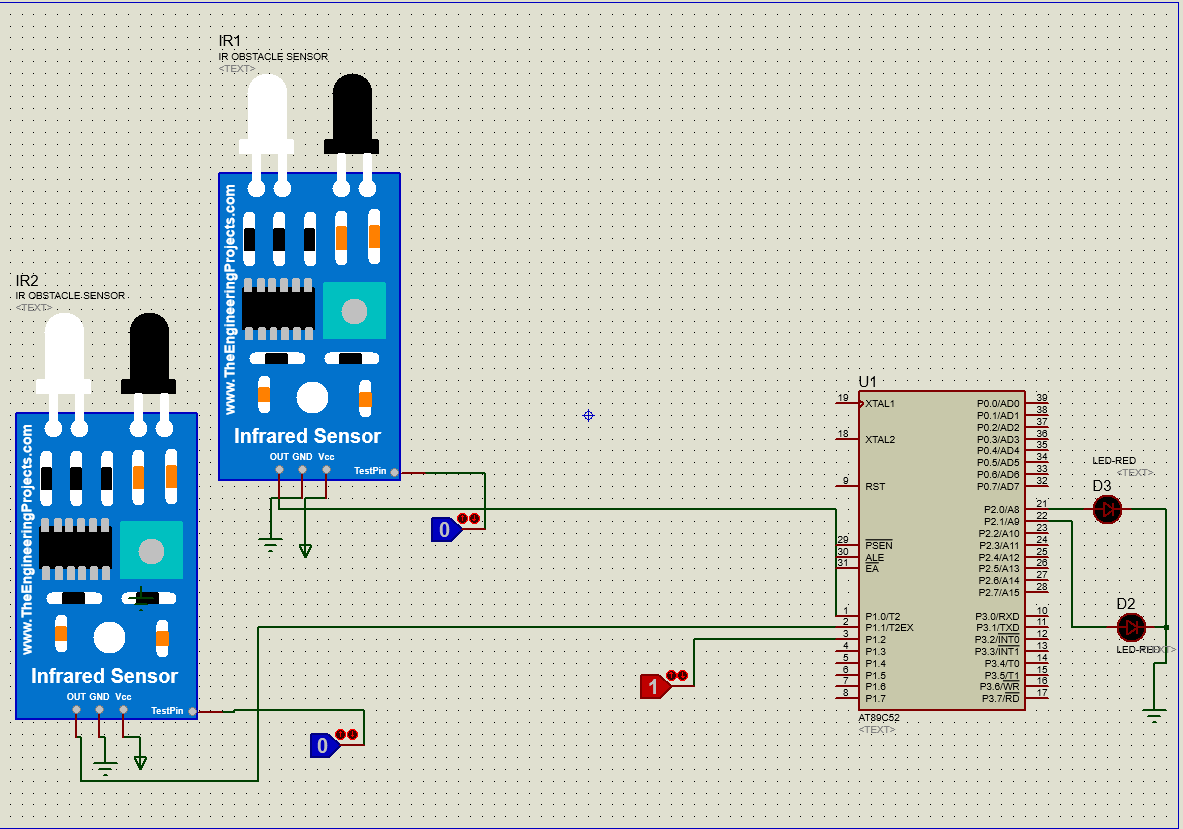 IR1
IR OBSTACLE SENSOR
<TEXT>
www.TheEngineeringProjects.com
Infrared Sensor
OUT GND Vcc
TestPin
0
IR2
IR OBSTACLE SENSOR
<TEXT>
www.TheEngineeringProjects.com
Infrared Sensor
OUT GND Vcc
TestPin
0
1
U1
19 XTAL1
18 XTAL2
9 RST
29 PSEN
30 ALE
31 EA
1 P1.0/T2
2 P1.1/T2EX
3 P1.2
4 P1.3
5 P1.4
6 P1.5
7 P1.6
8 P1.7
P0.0/AD0 39
P0.1/AD1 38
P0.2/AD2 37
P0.3/AD3 36
P0.4/AD4 35
P0.5/AD5 34
P0.6/AD6 33
P0.7/AD7 32
P2.0/A8 21
P2.1/A9 22
P2.2/A10 23
P2.3/A11 24
P2.4/A12 25
P2.5/A13 26
P2.6/A14 27
P2.7/A15 28
P3.0/RXD 10
P3.1/TXD 11
P3.2/INT0 12
P3.3/INT1 13
P3.4/T0 14
P3.5/T1 15
P3.6/WR 16
P3.7/RD 17
AT89C52
<TEXT>
LED-RED
<TEXT>
D3
D2